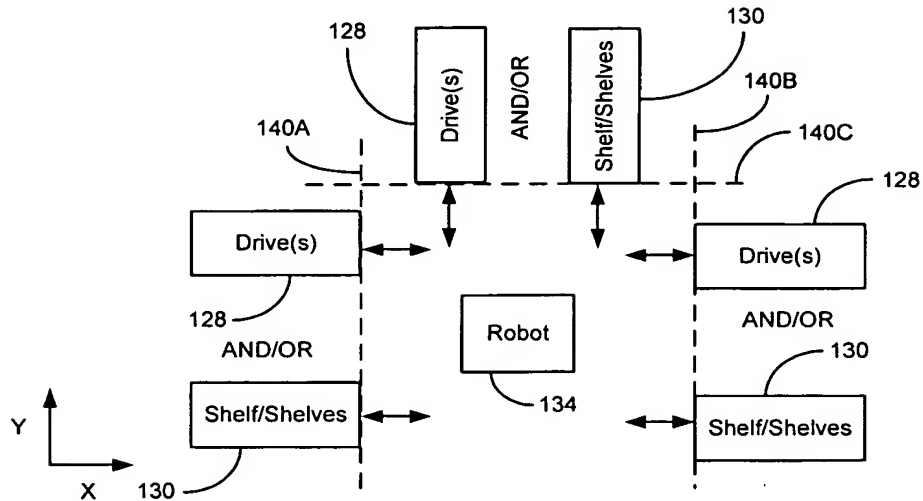 128
130
140B
140A
140C
Drive(s)
AND/OR
Shelf/Shelves
128
Drive(s)
Drive(s)
128
AND/OR
Robot
AND/OR
130
134
Shelf/Shelves
Shelf/Shelves
Y
X
130